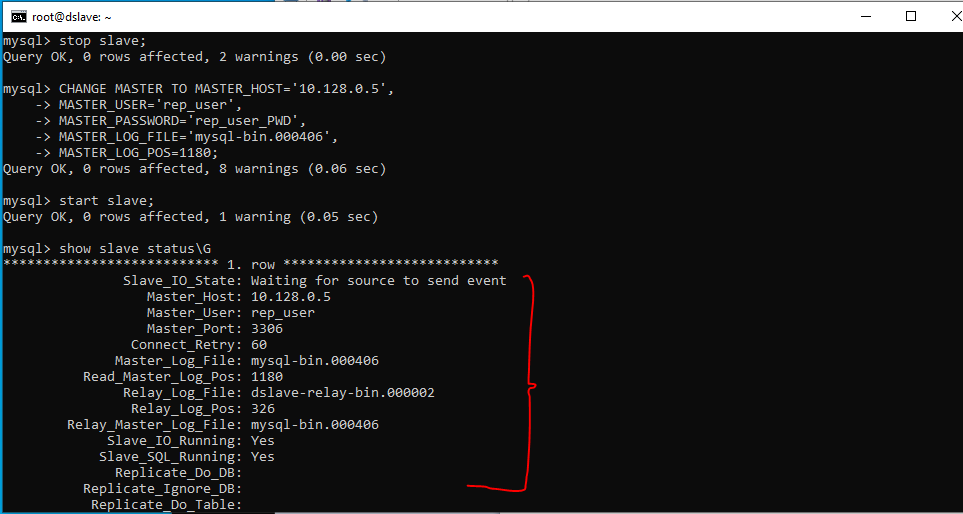 root@dslave: ~
mysql> stop slave;
Query OK, 0 rows affected, 2 warnings (0.00 sec)
mysql> CHANGE MASTER TO MASTER_HOST='10.128.0.5',
-> MASTER_USER='rep_user',
-> MASTER_PASSWORD='rep_user_PWD',
-> MASTER_LOG_FILE='mysql-bin.000406',
-> MASTER_LOG_POS=1180;
Query OK, 0 rows affected, 8 warnings (0.06 sec)
mysql> start slave;
Query OK, 0 rows affected, 1 warning (0.05 sec)
mysql> show slave status\G
*************************** 1. row ***************************
Slave_IO_State: Waiting for source to send event
Master_Host: 10.128.0.5
Master_User: rep_user
Master_Port: 3306
Connect_Retry: 60
Master_Log_File: mysql-bin.000406
Read_Master_Log_Pos: 1180
Relay_Log_File: dslave-relay-bin.000002
Relay_Log_Pos: 326
Relay_Master_Log_File: mysql-bin.000406
Slave_IO_Running: Yes
Slave_SQL_Running: Yes
Replicate_Do_DB:
Replicate_Ignore_DB:
Replicate_Do_Table: